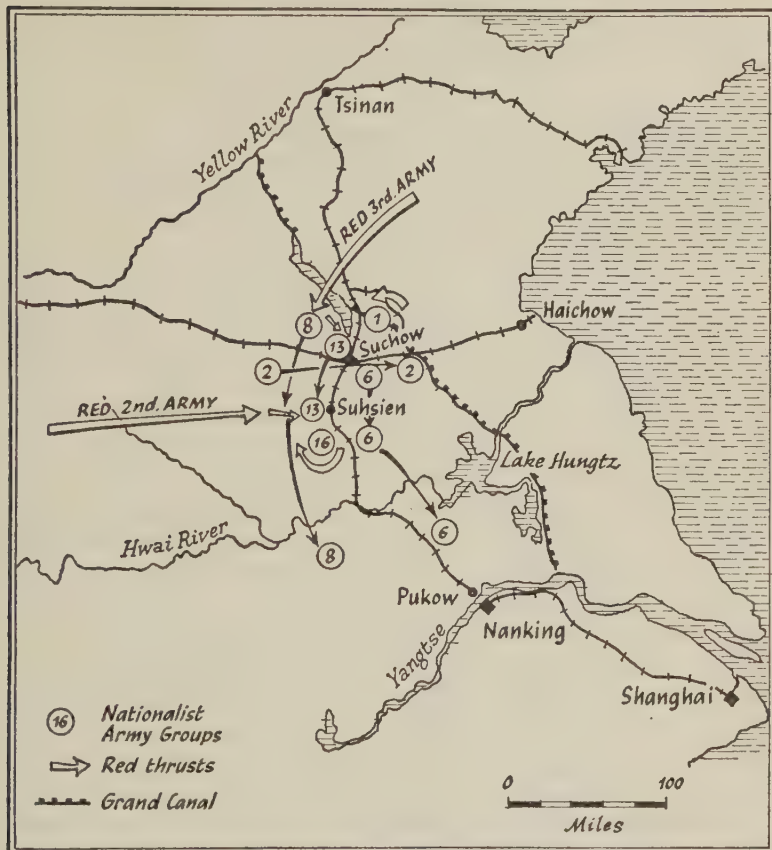 Tsinan
Yellow River
RED 3rd. ARMY
Haichow
8
1
13
Suchow
2
6
2
RED 2nd. ARMY
13
Suhsien
16
6
Lake Hungtz
Hwai River
6
8
Pukow
Nanking
Yangtse
Shanghai
16 Nationalist
Army Groups
Red thrusts
Grand Canal
0 100
Miles